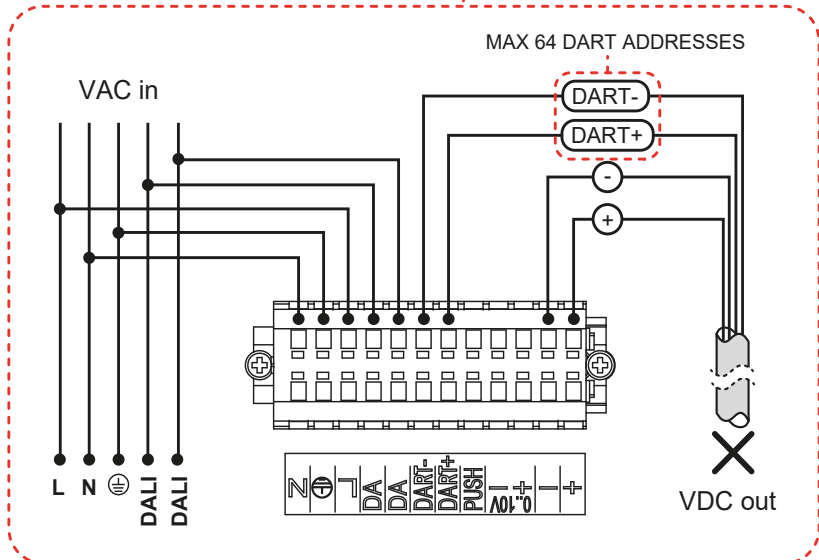 MAX 64 DART ADDRESSES
VAC in
DART-
DART+
-
+
L N DALI DALI
VDC out
N L DA DA DART- DART+ PUSH - + 0..10V - +